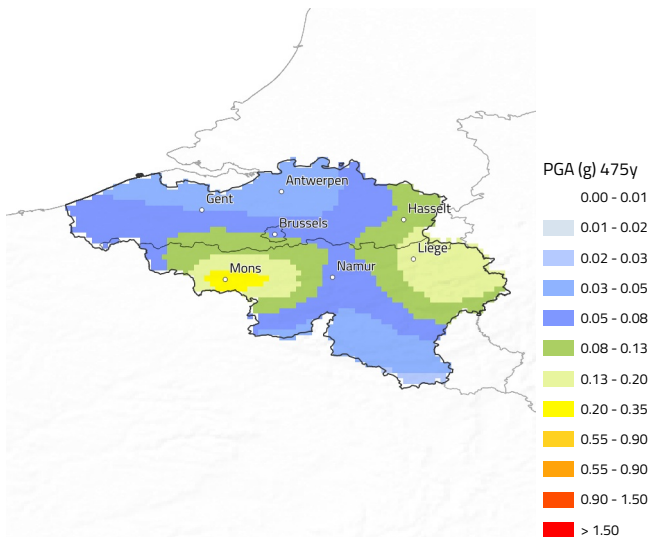 PGA (g) 475y
Antwerpen
Gent
Hasselt
Brussels
Liege
Mons
Namur
0.00 - 0.01
0.01 - 0.02
0.02 - 0.03
0.03 - 0.05
0.05 - 0.08
0.08 - 0.13
0.13 - 0.20
0.20 - 0.35
0.55 - 0.90
0.55 - 0.90
0.90 - 1.50
> 1.50